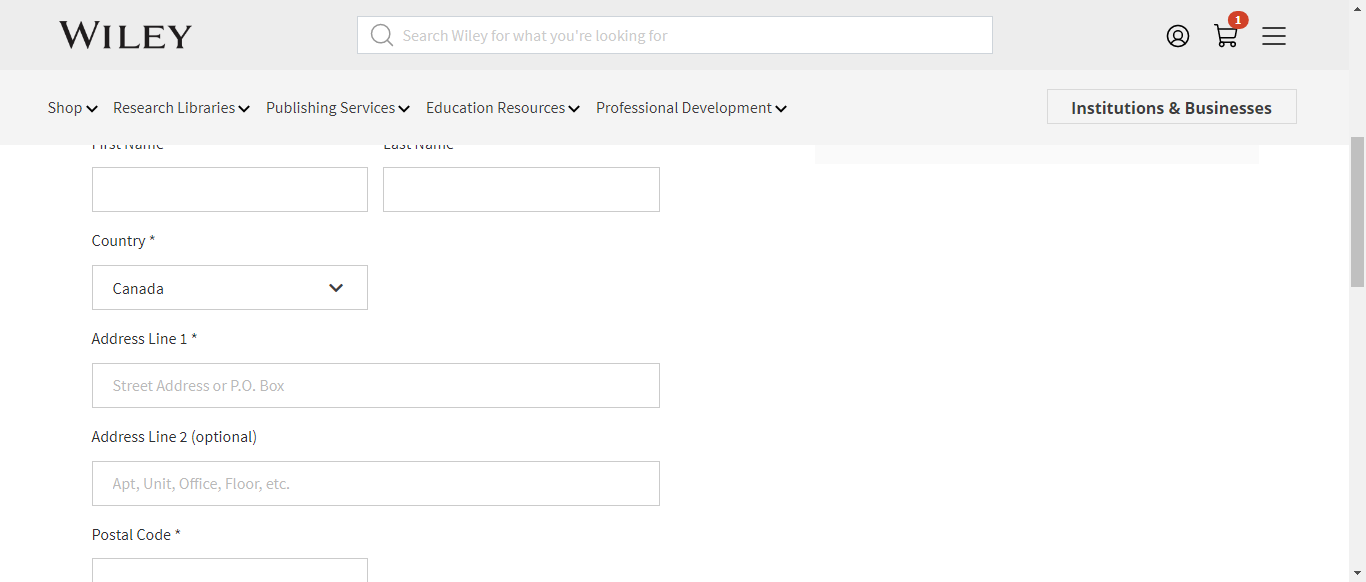 WILEY
Search Wiley for what you're looking for
1
Shop Research Libraries Publishing Services Education Resources Professional Development Institutions & Businesses
First Name Last Name
Country *
Canada
Address Line 1 *
Street Address or P.O. Box
Address Line 2 (optional)
Apt, Unit, Office, Floor, etc.
Postal Code *